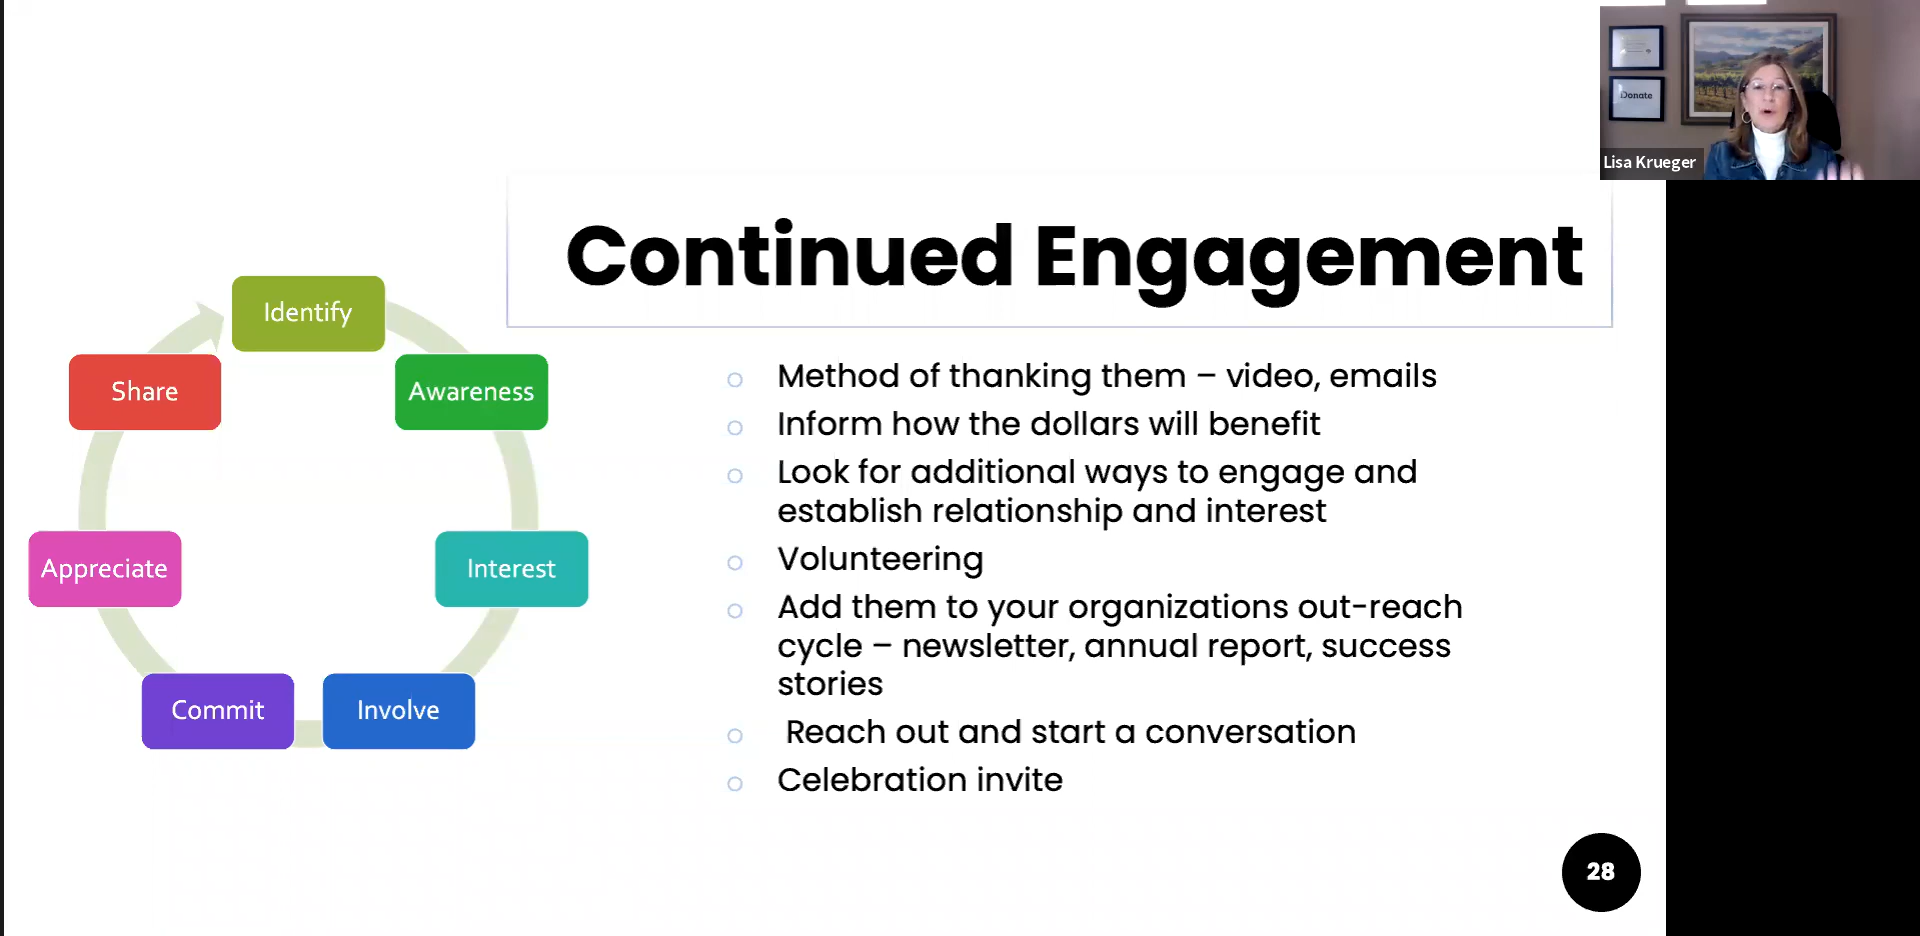 Donate
Lisa Krueger
Continued Engagement
Identify
Awareness
Interest
Involve
Commit
Appreciate
Share
Method of thanking them – video, emails
Inform how the dollars will benefit
Look for additional ways to engage and
establish relationship and interest
Volunteering
Add them to your organizations out-reach
cycle – newsletter, annual report, success
stories
Reach out and start a conversation
Celebration invite
28